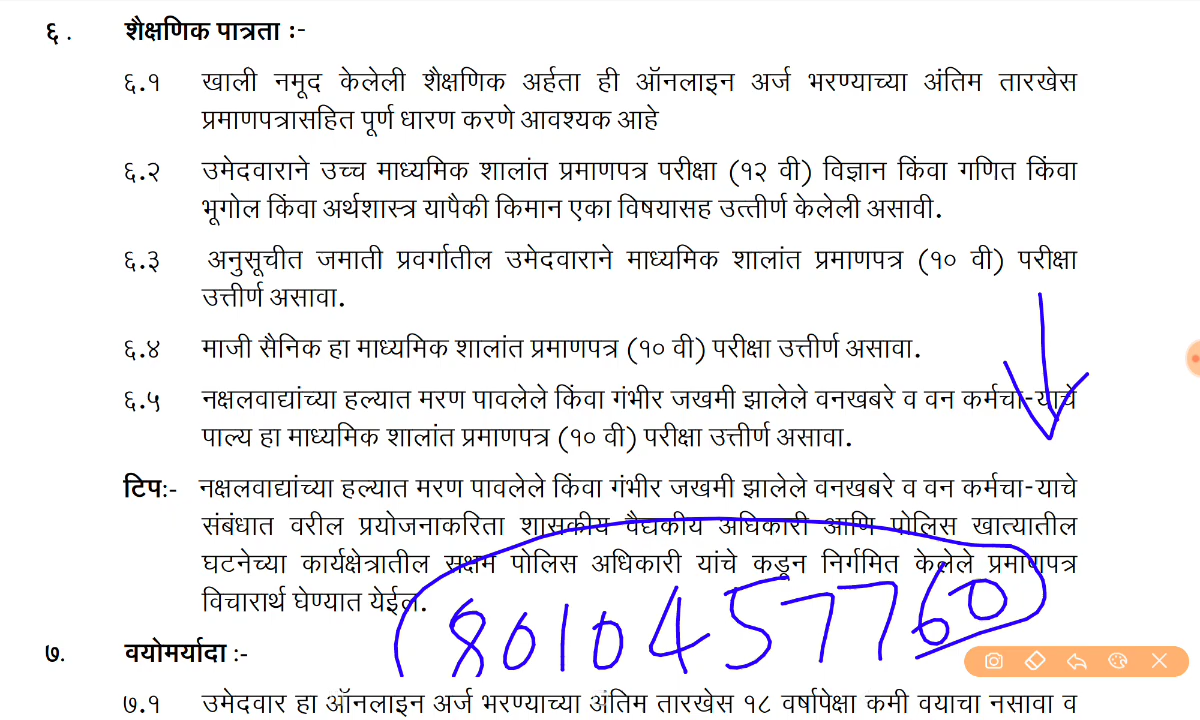 ६. शैक्षणिक पात्रता :-
६.१ खाली नमूद केलेली शैक्षणिक अर्हता ही ऑनलाइन अर्ज भरण्याच्या अंतिम तारखेस
प्रमाणपत्रासहित पूर्ण धारण करणे आवश्यक आहे
६.२ उमेदवाराने उच्च माध्यमिक शालांत प्रमाणपत्र परीक्षा (१२ वी) विज्ञान किंवा गणित किंवा
भूगोल किंवा अर्थशास्त्र यापैकी किमान एका विषयासह उत्तीर्ण केलेली असावी.
६.३ अनुसूचीत जमाती प्रवर्गातील उमेदवाराने माध्यमिक शालांत प्रमाणपत्र (१० वी) परीक्षा
उत्तीर्ण असावा.
६.४ माजी सैनिक हा माध्यमिक शालांत प्रमाणपत्र (१० वी) परीक्षा उत्तीर्ण असावा.
६.५ नक्षलवाद्यांच्या हल्यात मरण पावलेले किंवा गंभीर जखमी झालेले वनखबरे व वन कर्मचा-याचे
पाल्य हा माध्यमिक शालांत प्रमाणपत्र (१० वी) परीक्षा उत्तीर्ण असावा.
टिपः- नक्षलवाद्यांच्या हल्यात मरण पावलेले किंवा गंभीर जखमी झालेले वनखबरे व वन कर्मचा-याचे
संबंधात वरील प्रयोजनाकरिता शासकीय वैद्यकीय अधिकारी आणि पोलिस खात्यातील
घटनेच्या कार्यक्षेत्रातील सक्षम पोलिस अधिकारी यांचे कडून निर्गमित केलेले प्रमाणपत्र
विचारार्थ घेण्यात येईल.
8010457760
७. वयोमर्यादा :-
७.१ उमेदवार हा ऑनलाइन अर्ज भरण्याच्या अंतिम तारखेस १८ वर्षापेक्षा कमी वयाचा नसावा व